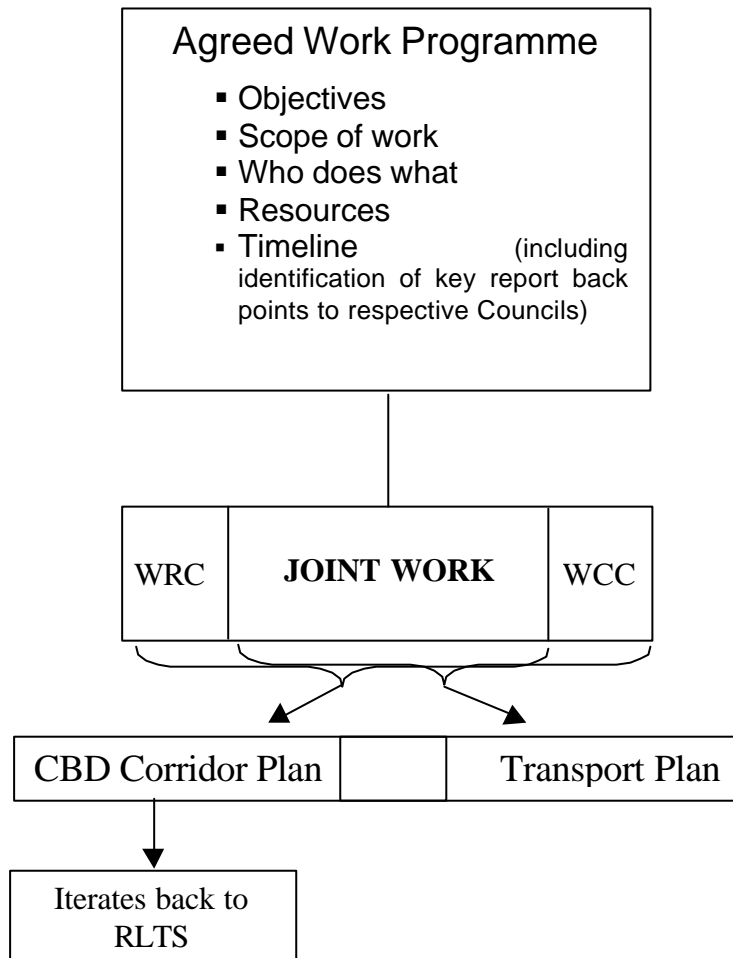 Agreed Work Programme
▪ Objectives
▪ Scope of work
▪ Who does what
▪ Resources
▪ Timeline (including
identification of key report back
points to respective Councils)
WRC JOINT WORK WCC
CBD Corridor Plan Transport Plan
Iterates back to
RLTS